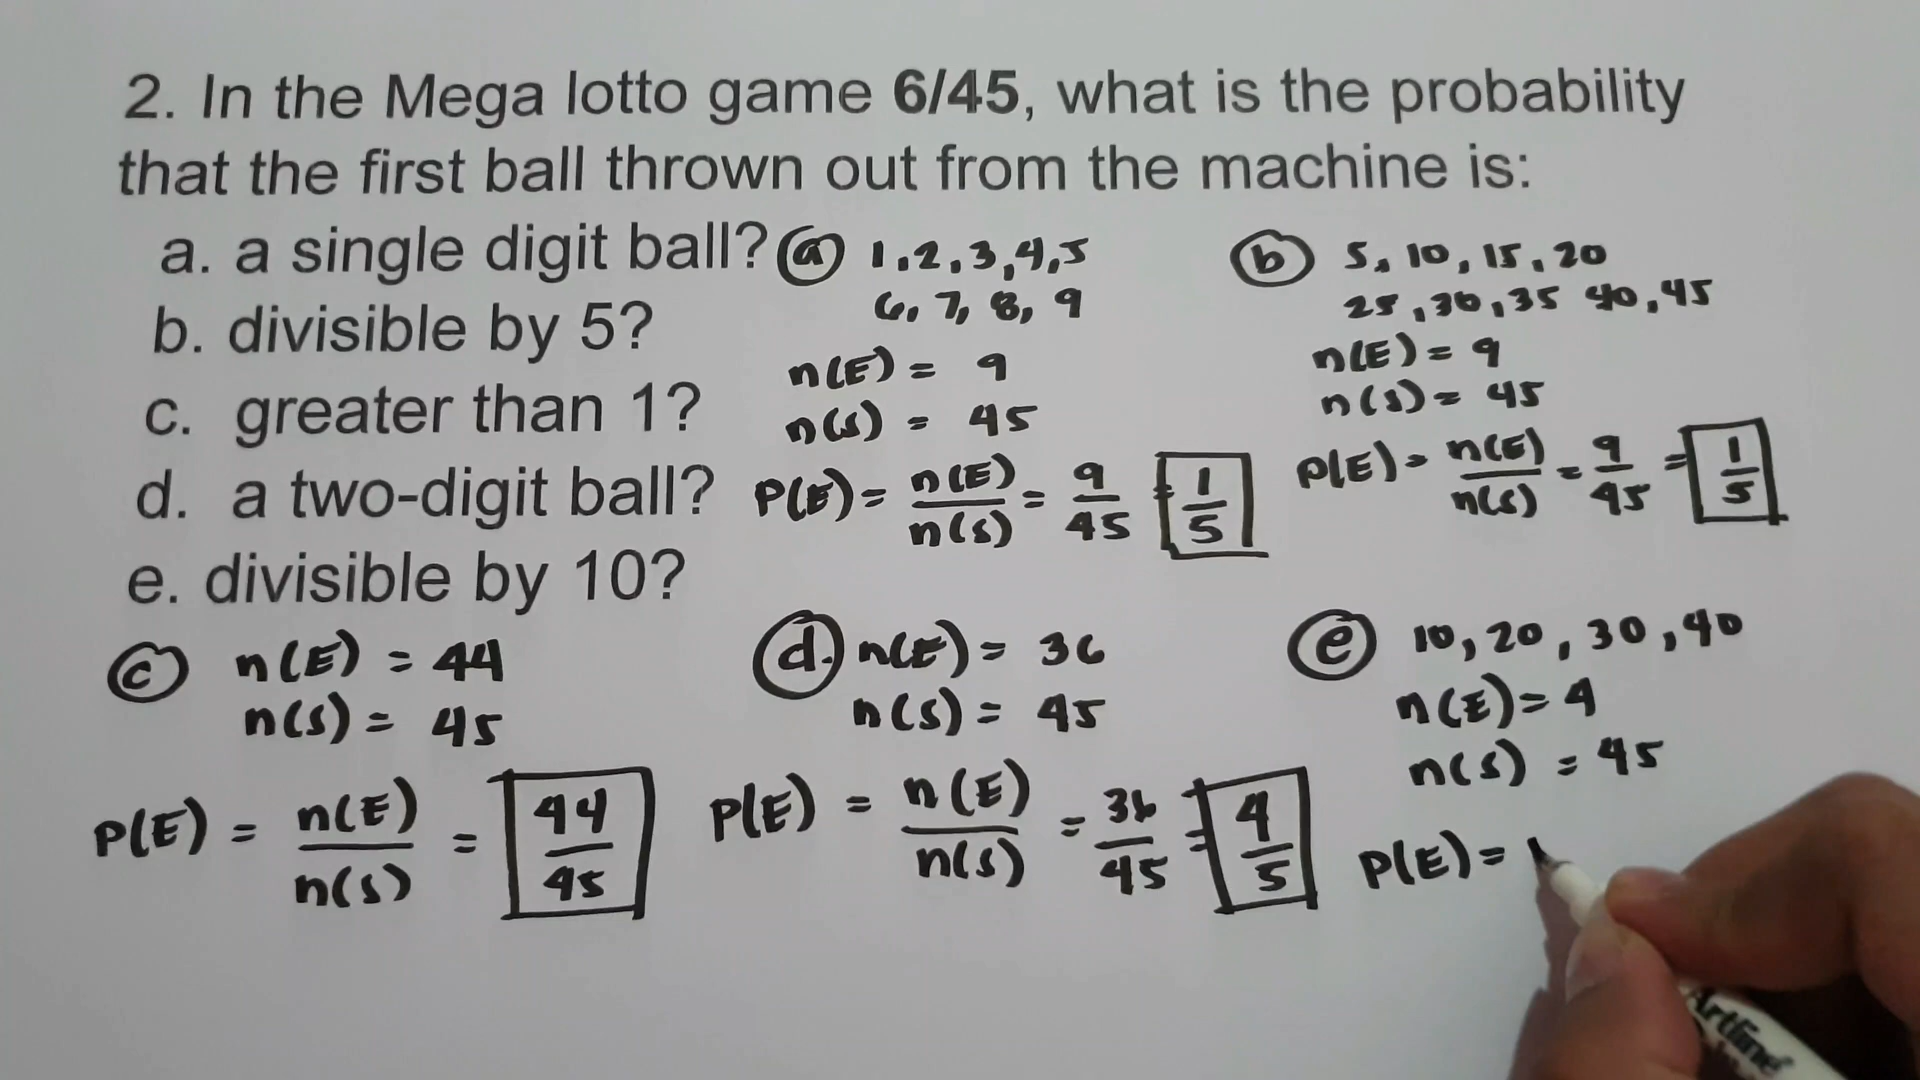 2. In the Mega lotto game 6/45, what is the probability
that the first ball thrown out from the machine is:
a. a single digit ball?
b. divisible by 5?
c. greater than 1?
d. a two-digit ball?
e. divisible by 10?
(a) 1,2,3,4,5
6,7,8,9
n(E) = 9
n(S) = 45
P(E) = n(E)/n(S) = 9/45 = 1/5
(b) 5, 10, 15, 20
25, 30, 35 40, 45
n(E) = 9
n(S) = 45
P(E) = n(E)/n(S) = 9/45 = 1/5
(c) n(E) = 44
n(S) = 45
P(E) = n(E)/n(S) = 44/45
(d.) n(E) = 36
n(S) = 45
P(E) = n(E)/n(S) = 36/45 = 4/5
(e) 10, 20, 30, 40
n(E) = 4
n(S) = 45
P(E) =
Artline